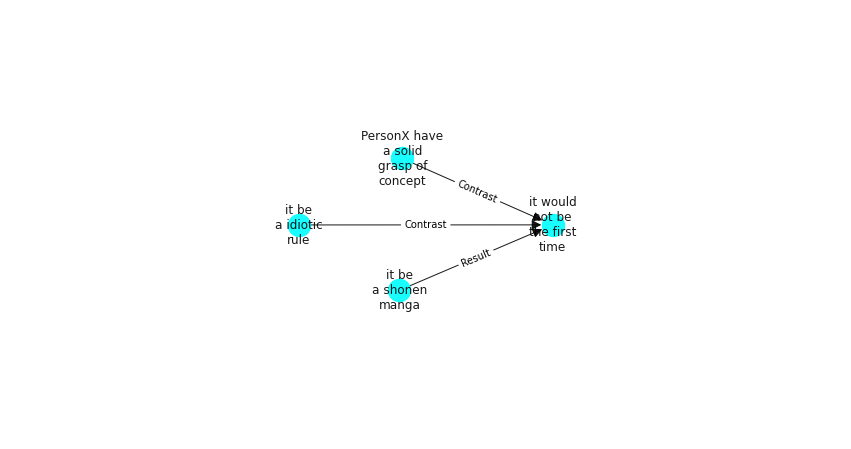 PersonX have
a solid
grasp of
concept
Contrast
it would
not be
the first
time
it be
a idiotic
rule
Contrast
Result
it be
a shonen
manga